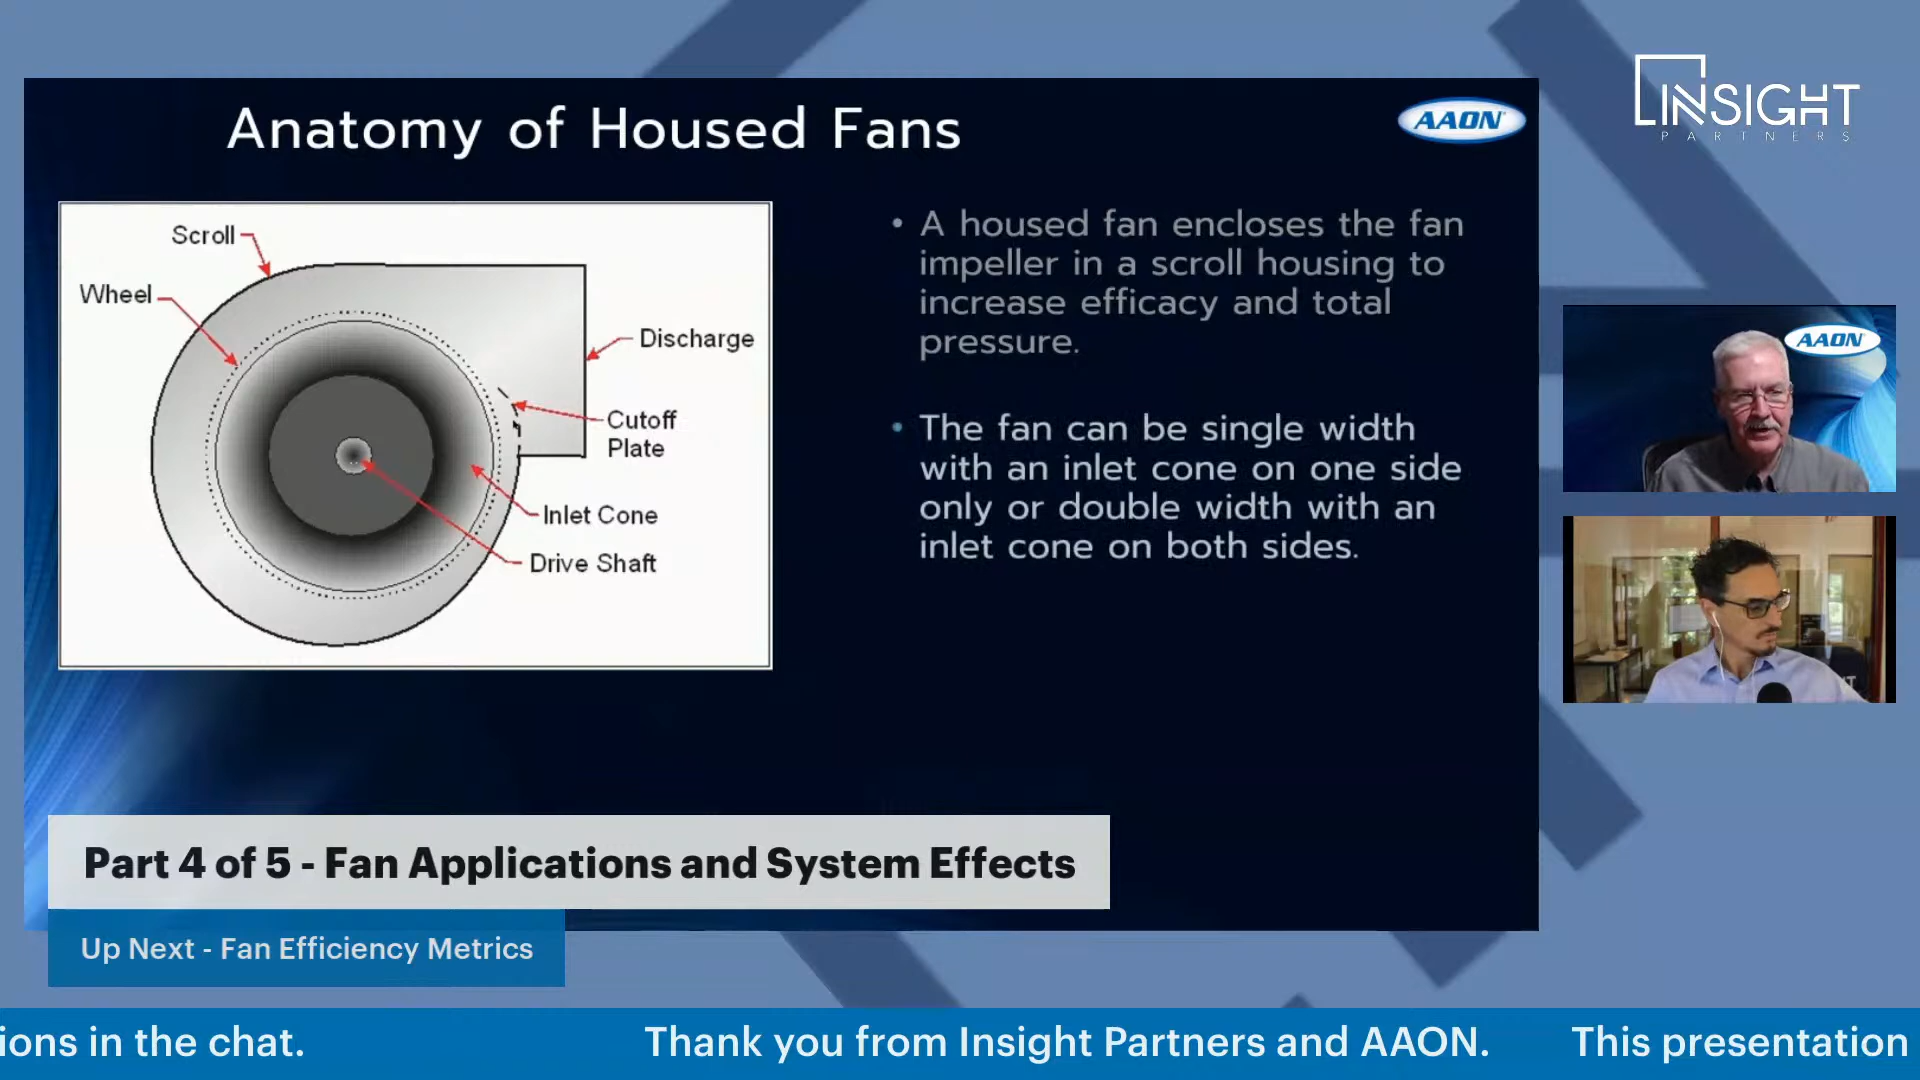 INSIGHT
PARTNERS
Anatomy of Housed Fans
AAON
Scroll
Wheel
Discharge
Cutoff
Plate
Inlet Cone
Drive Shaft
• A housed fan encloses the fan
impeller in a scroll housing to
increase efficacy and total
pressure.
• The fan can be single width
with an inlet cone on one side
only or double width with an
inlet cone on both sides.
AAON
Part 4 of 5 - Fan Applications and System Effects
Up Next - Fan Efficiency Metrics
ions in the chat. Thank you from Insight Partners and AAON. This presentation